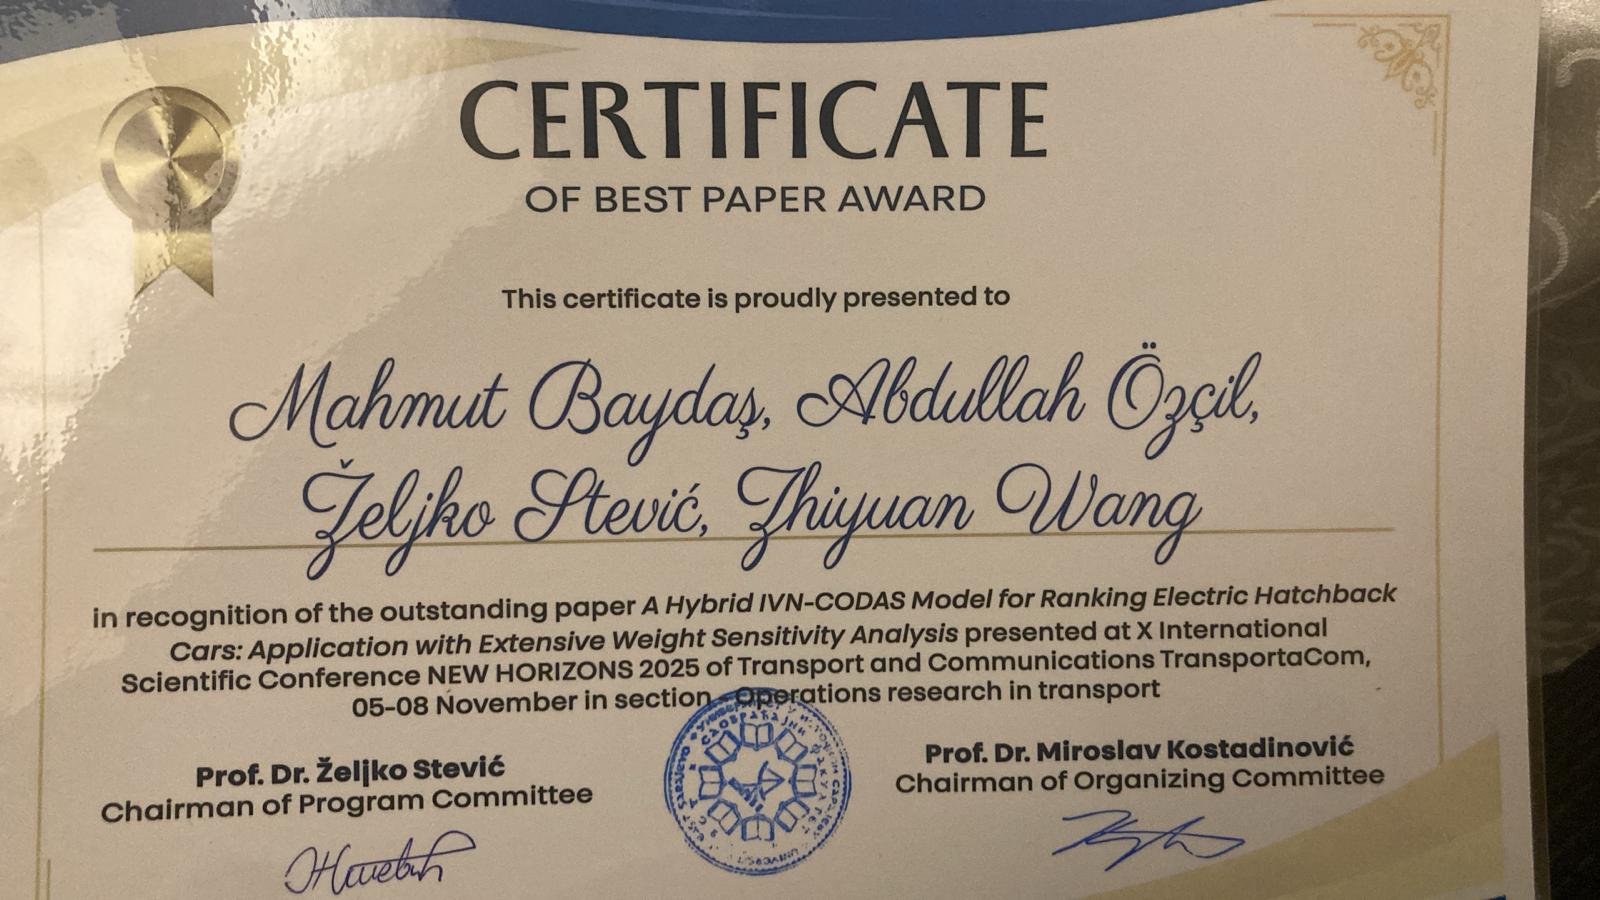 CERTIFICATE
OF BEST PAPER AWARD
This certificate is proudly presented to
Mahmut Baydaş, Abdullah Özçil,
Željko Stević, Zhiyuan Wang
in recognition of the outstanding paper A Hybrid IVN-CODAS Model for Ranking Electric Hatchback
Cars: Application with Extensive Weight Sensitivity Analysis presented at X International
Scientific Conference NEW HORIZONS 2025 of Transport and Communications TransportaCom,
05-08 November in section - Operations research in transport
Prof. Dr. Željko Stević
Chairman of Program Committee
Prof. Dr. Miroslav Kostadinović
Chairman of Organizing Committee